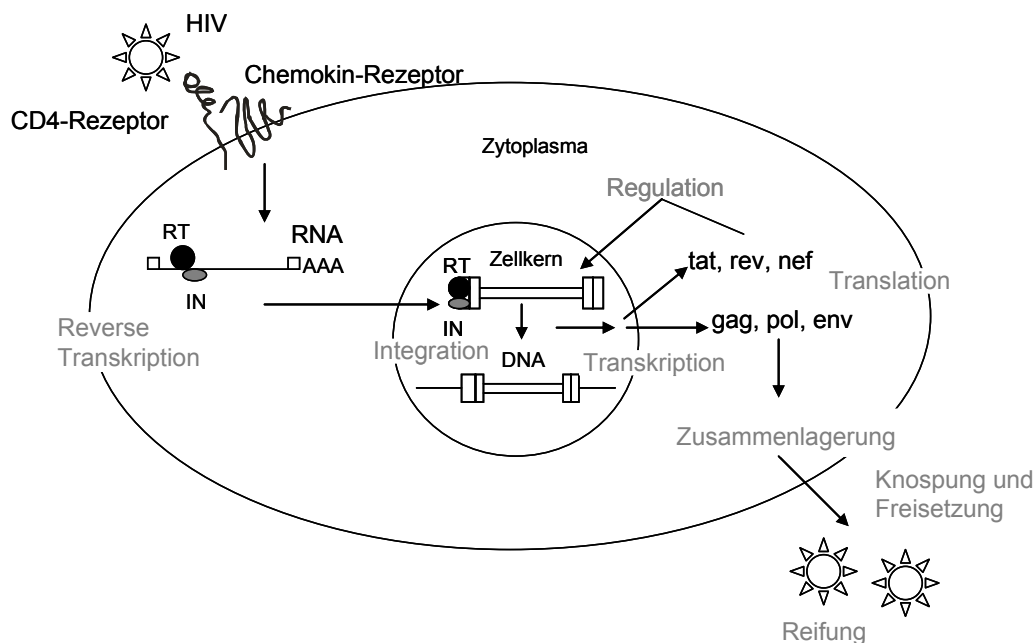 HIV
Chemokin-Rezeptor
CD4-Rezeptor
Zytoplasma
Regulation
RT
RNA
AAA
IN
Reverse
Transkription
Zellkern
RT
IN
Integration
DNA
tat, rev, nef
Translation
gag, pol, env
Transkription
Zusammenlagerung
Knospung und
Freisetzung
Reifung